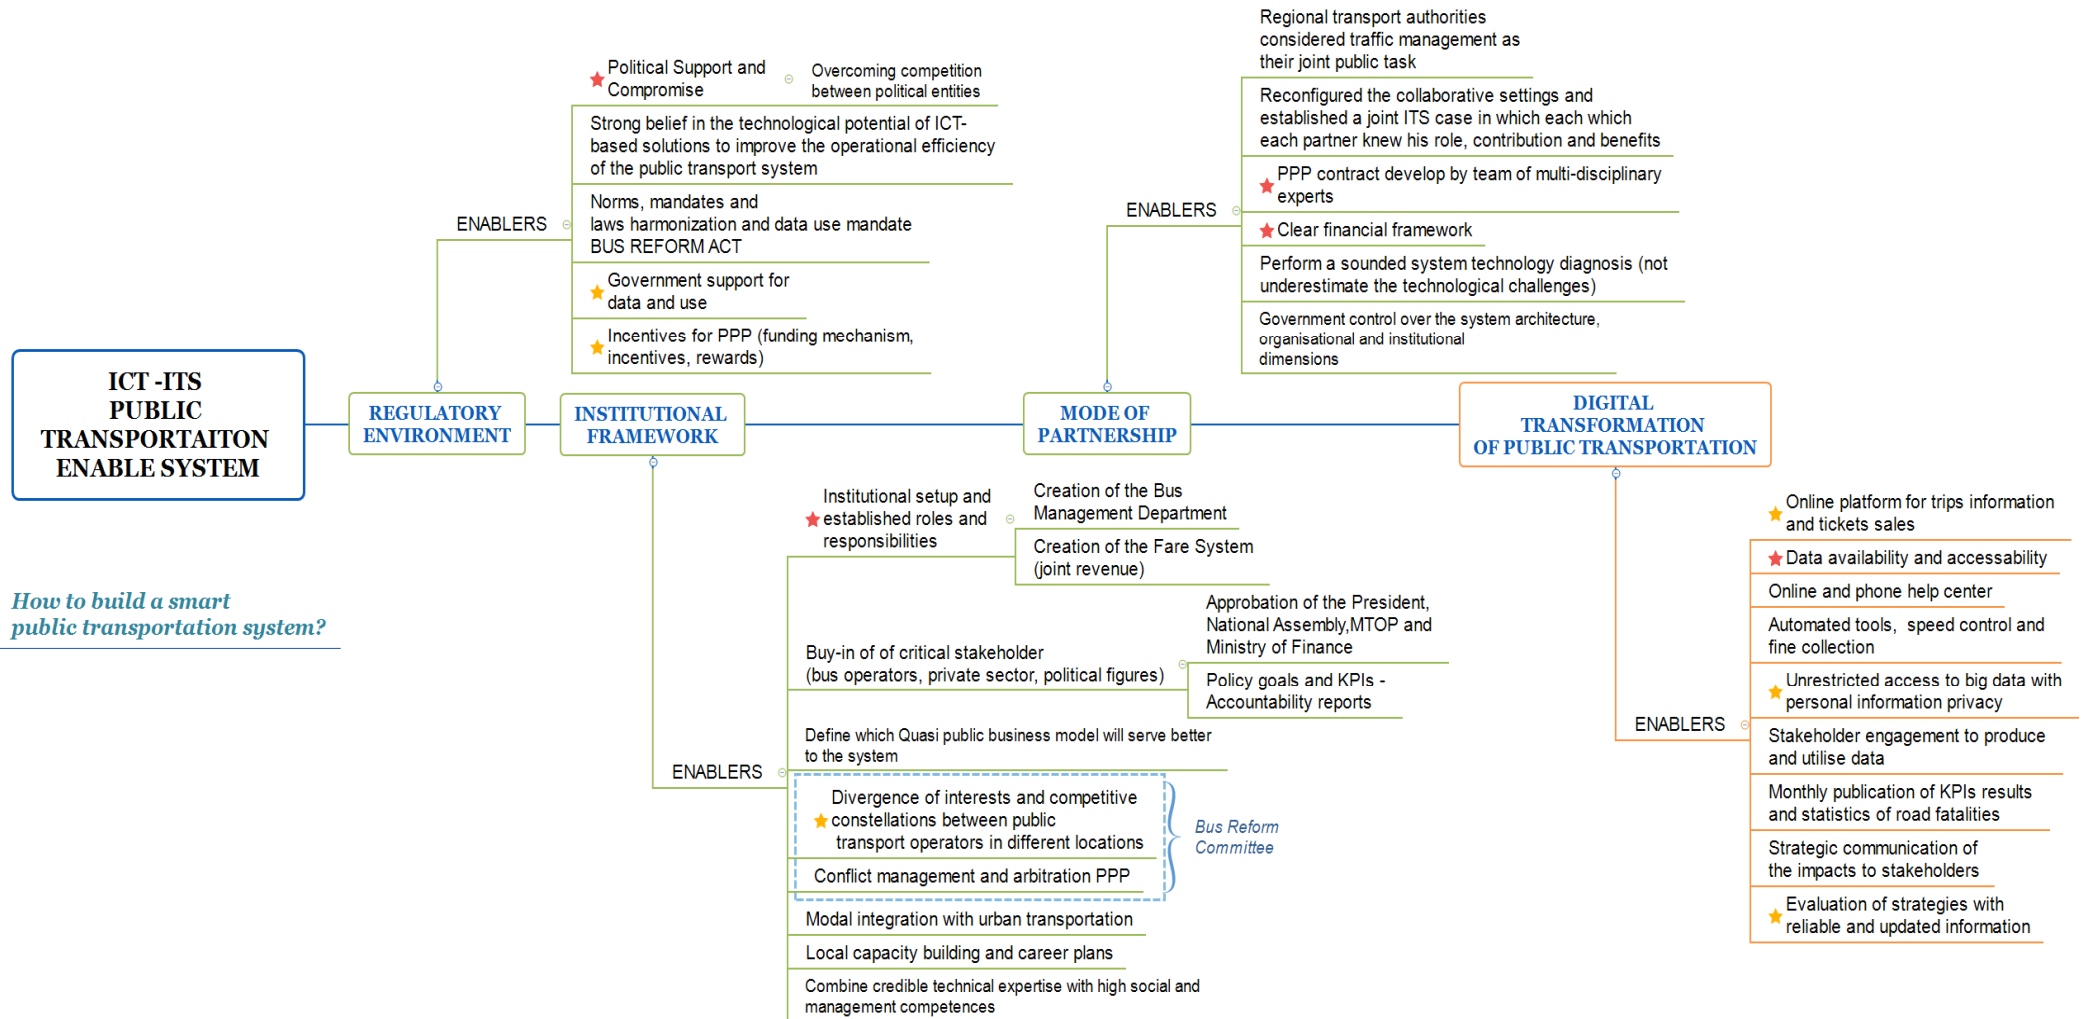 ICT -ITS
PUBLIC
TRANSPORTAITON
ENABLE SYSTEM
How to build a smart
public transportation system?
REGULATORY
ENVIRONMENT
ENABLERS
Political Support and
Compromise
Overcoming competition
between political entities
Strong belief in the technological potential of ICT-
based solutions to improve the operational efficiency
of the public transport system
Norms, mandates and
laws harmonization and data use mandate
BUS REFORM ACT
Government support for
data and use
Incentives for PPP (funding mechanism,
incentives, rewards)
INSTITUTIONAL
FRAMEWORK
ENABLERS
Institutional setup and
established roles and
responsibilities
Creation of the Bus
Management Department
Creation of the Fare System
(joint revenue)
Buy-in of of critical stakeholder
(bus operators, private sector, political figures)
Approbation of the President,
National Assembly,MTOP and
Ministry of Finance
Policy goals and KPIs -
Accountability reports
Define which Quasi public business model will serve better
to the system
Divergence of interests and competitive
constellations between public
transport operators in different locations
Conflict management and arbitration PPP
Bus Reform
Committee
Modal integration with urban transportation
Local capacity building and career plans
Combine credible technical expertise with high social and
management competences
MODE OF
PARTNERSHIP
ENABLERS
Regional transport authorities
considered traffic management as
their joint public task
Reconfigured the collaborative settings and
established a joint ITS case in which each which
each partner knew his role, contribution and benefits
PPP contract develop by team of multi-disciplinary
experts
Clear financial framework
Perform a sounded system technology diagnosis (not
underestimate the technological challenges)
Government control over the system architecture,
organisational and institutional
dimensions
DIGITAL
TRANSFORMATION
OF PUBLIC TRANSPORTATION
ENABLERS
Online platform for trips information
and tickets sales
Data availability and accessability
Online and phone help center
Automated tools, speed control and
fine collection
Unrestricted access to big data with
personal information privacy
Stakeholder engagement to produce
and utilise data
Monthly publication of KPIs results
and statistics of road fatalities
Strategic communication of
the impacts to stakeholders
Evaluation of strategies with
reliable and updated information